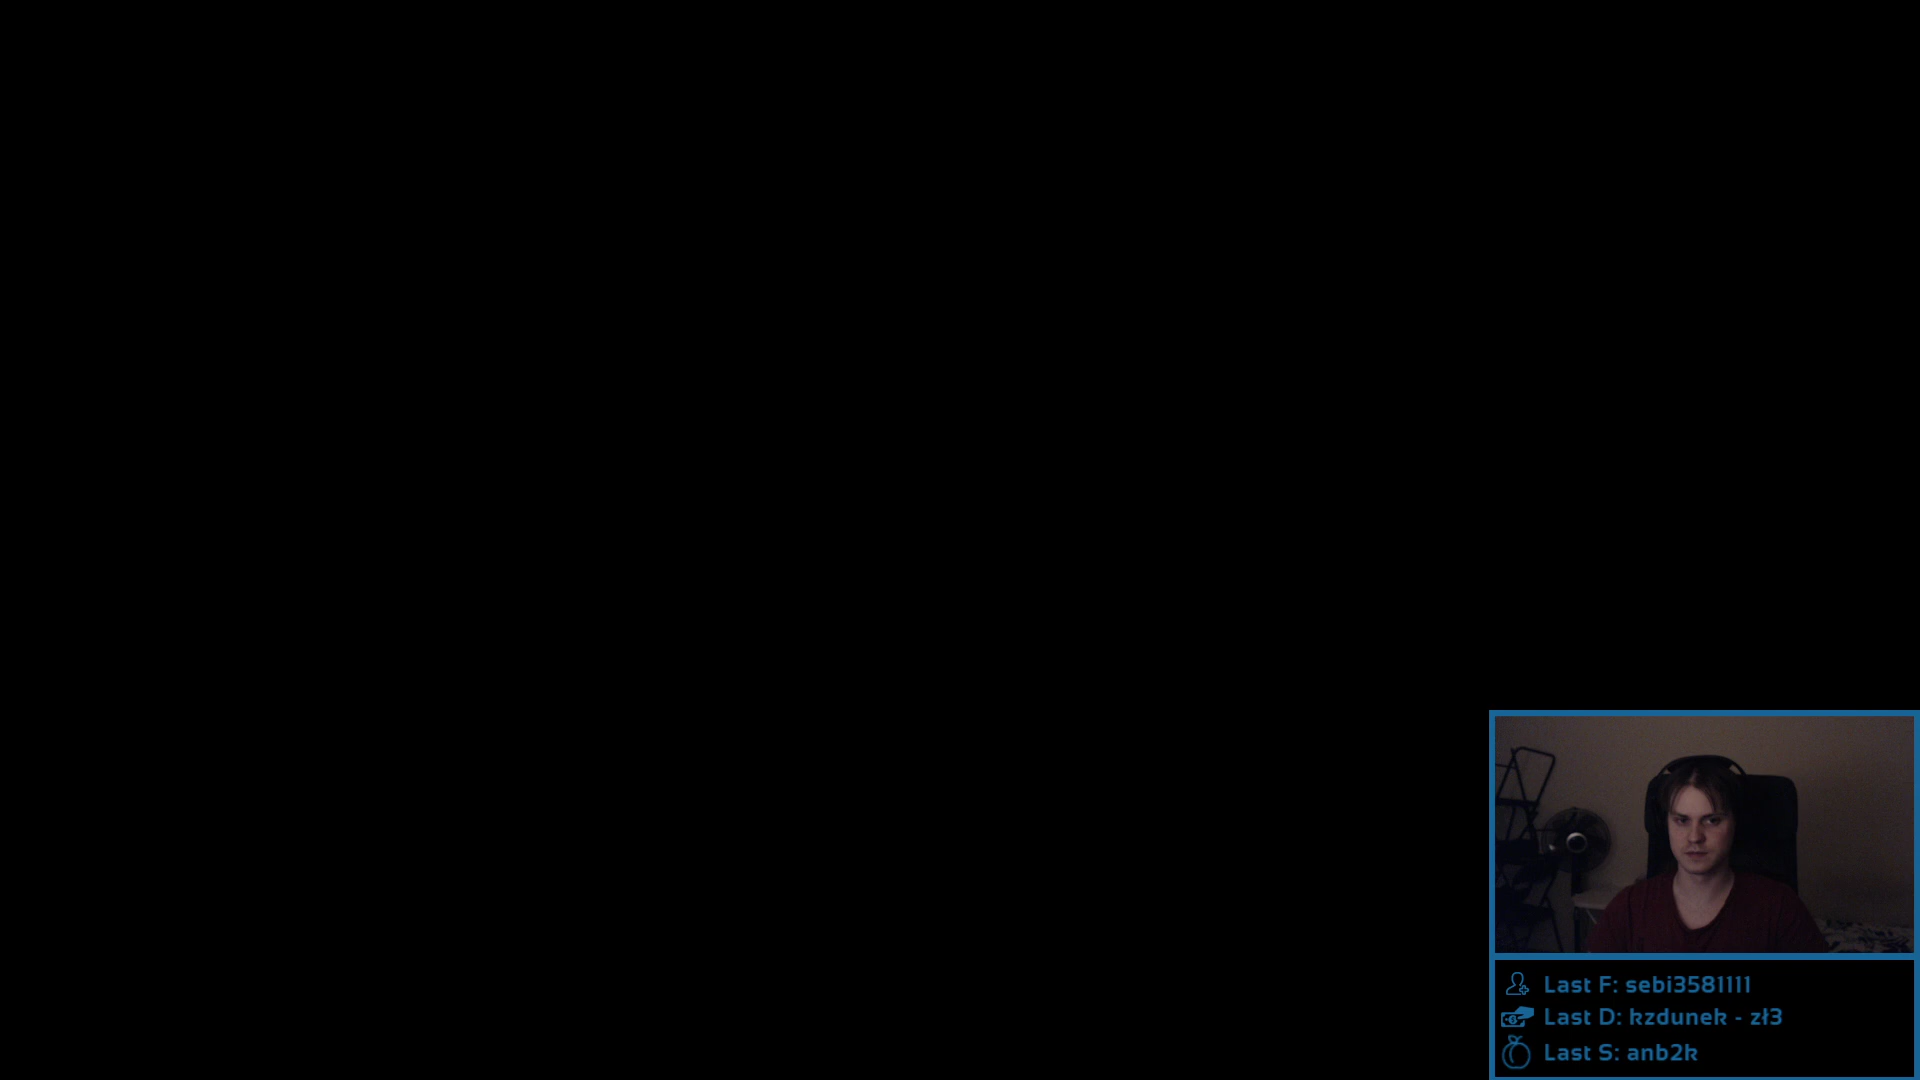 Last F: sebi3581111
Last D: kzdunek - zł3
Last S: anb2k